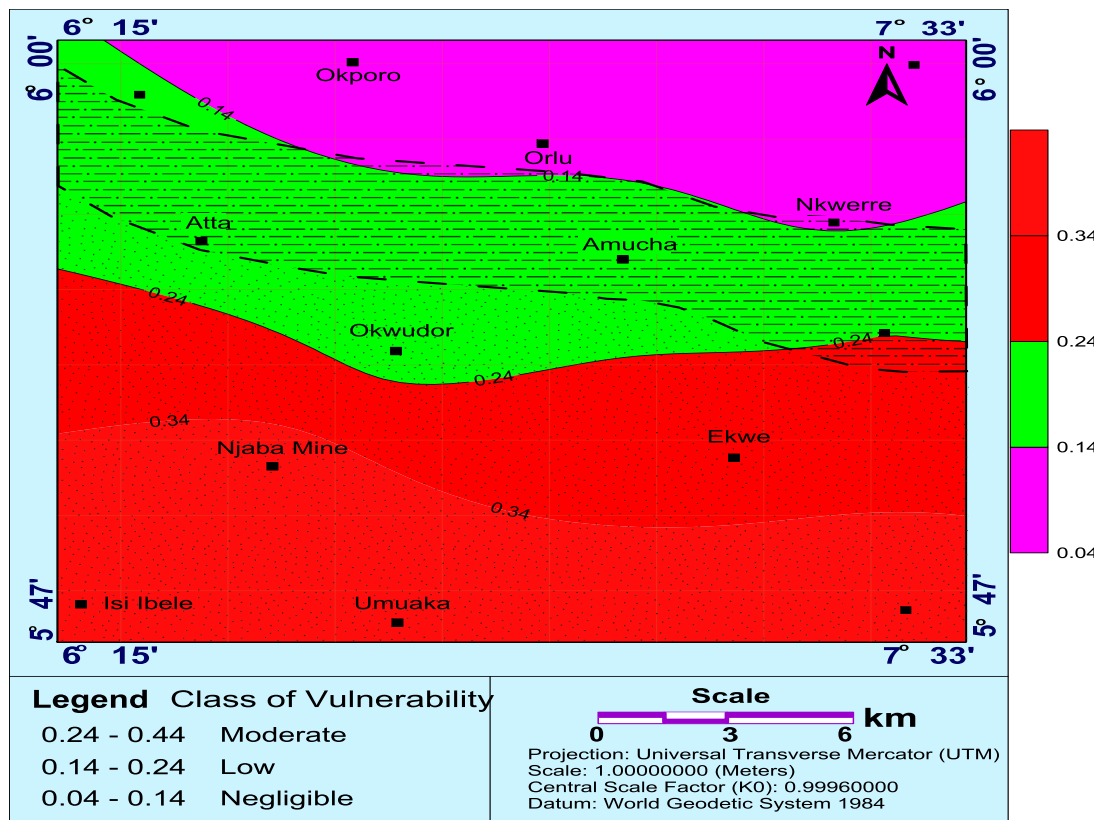 6° 15'
7° 33'
6° 00'
6° 00'
N
Okporo
0.14
Orlu
0.14
Nkwerre
Atta
Amucha
0.34
0.24
Okwudor
0.24
0.24
0.24
0.34
Ekwe
Njaba Mine
0.14
0.34
0.04
Isi Ibele
Umuaka
5° 47'
5° 47'
6° 15'
7° 33'
Legend Class of Vulnerability
0.24 - 0.44 Moderate
0.14 - 0.24 Low
0.04 - 0.14 Negligible
Scale
km
0 3 6
Projection: Universal Transverse Mercator (UTM)
Scale: 1.00000000 (Meters)
Central Scale Factor (K0): 0.99960000
Datum: World Geodetic System 1984